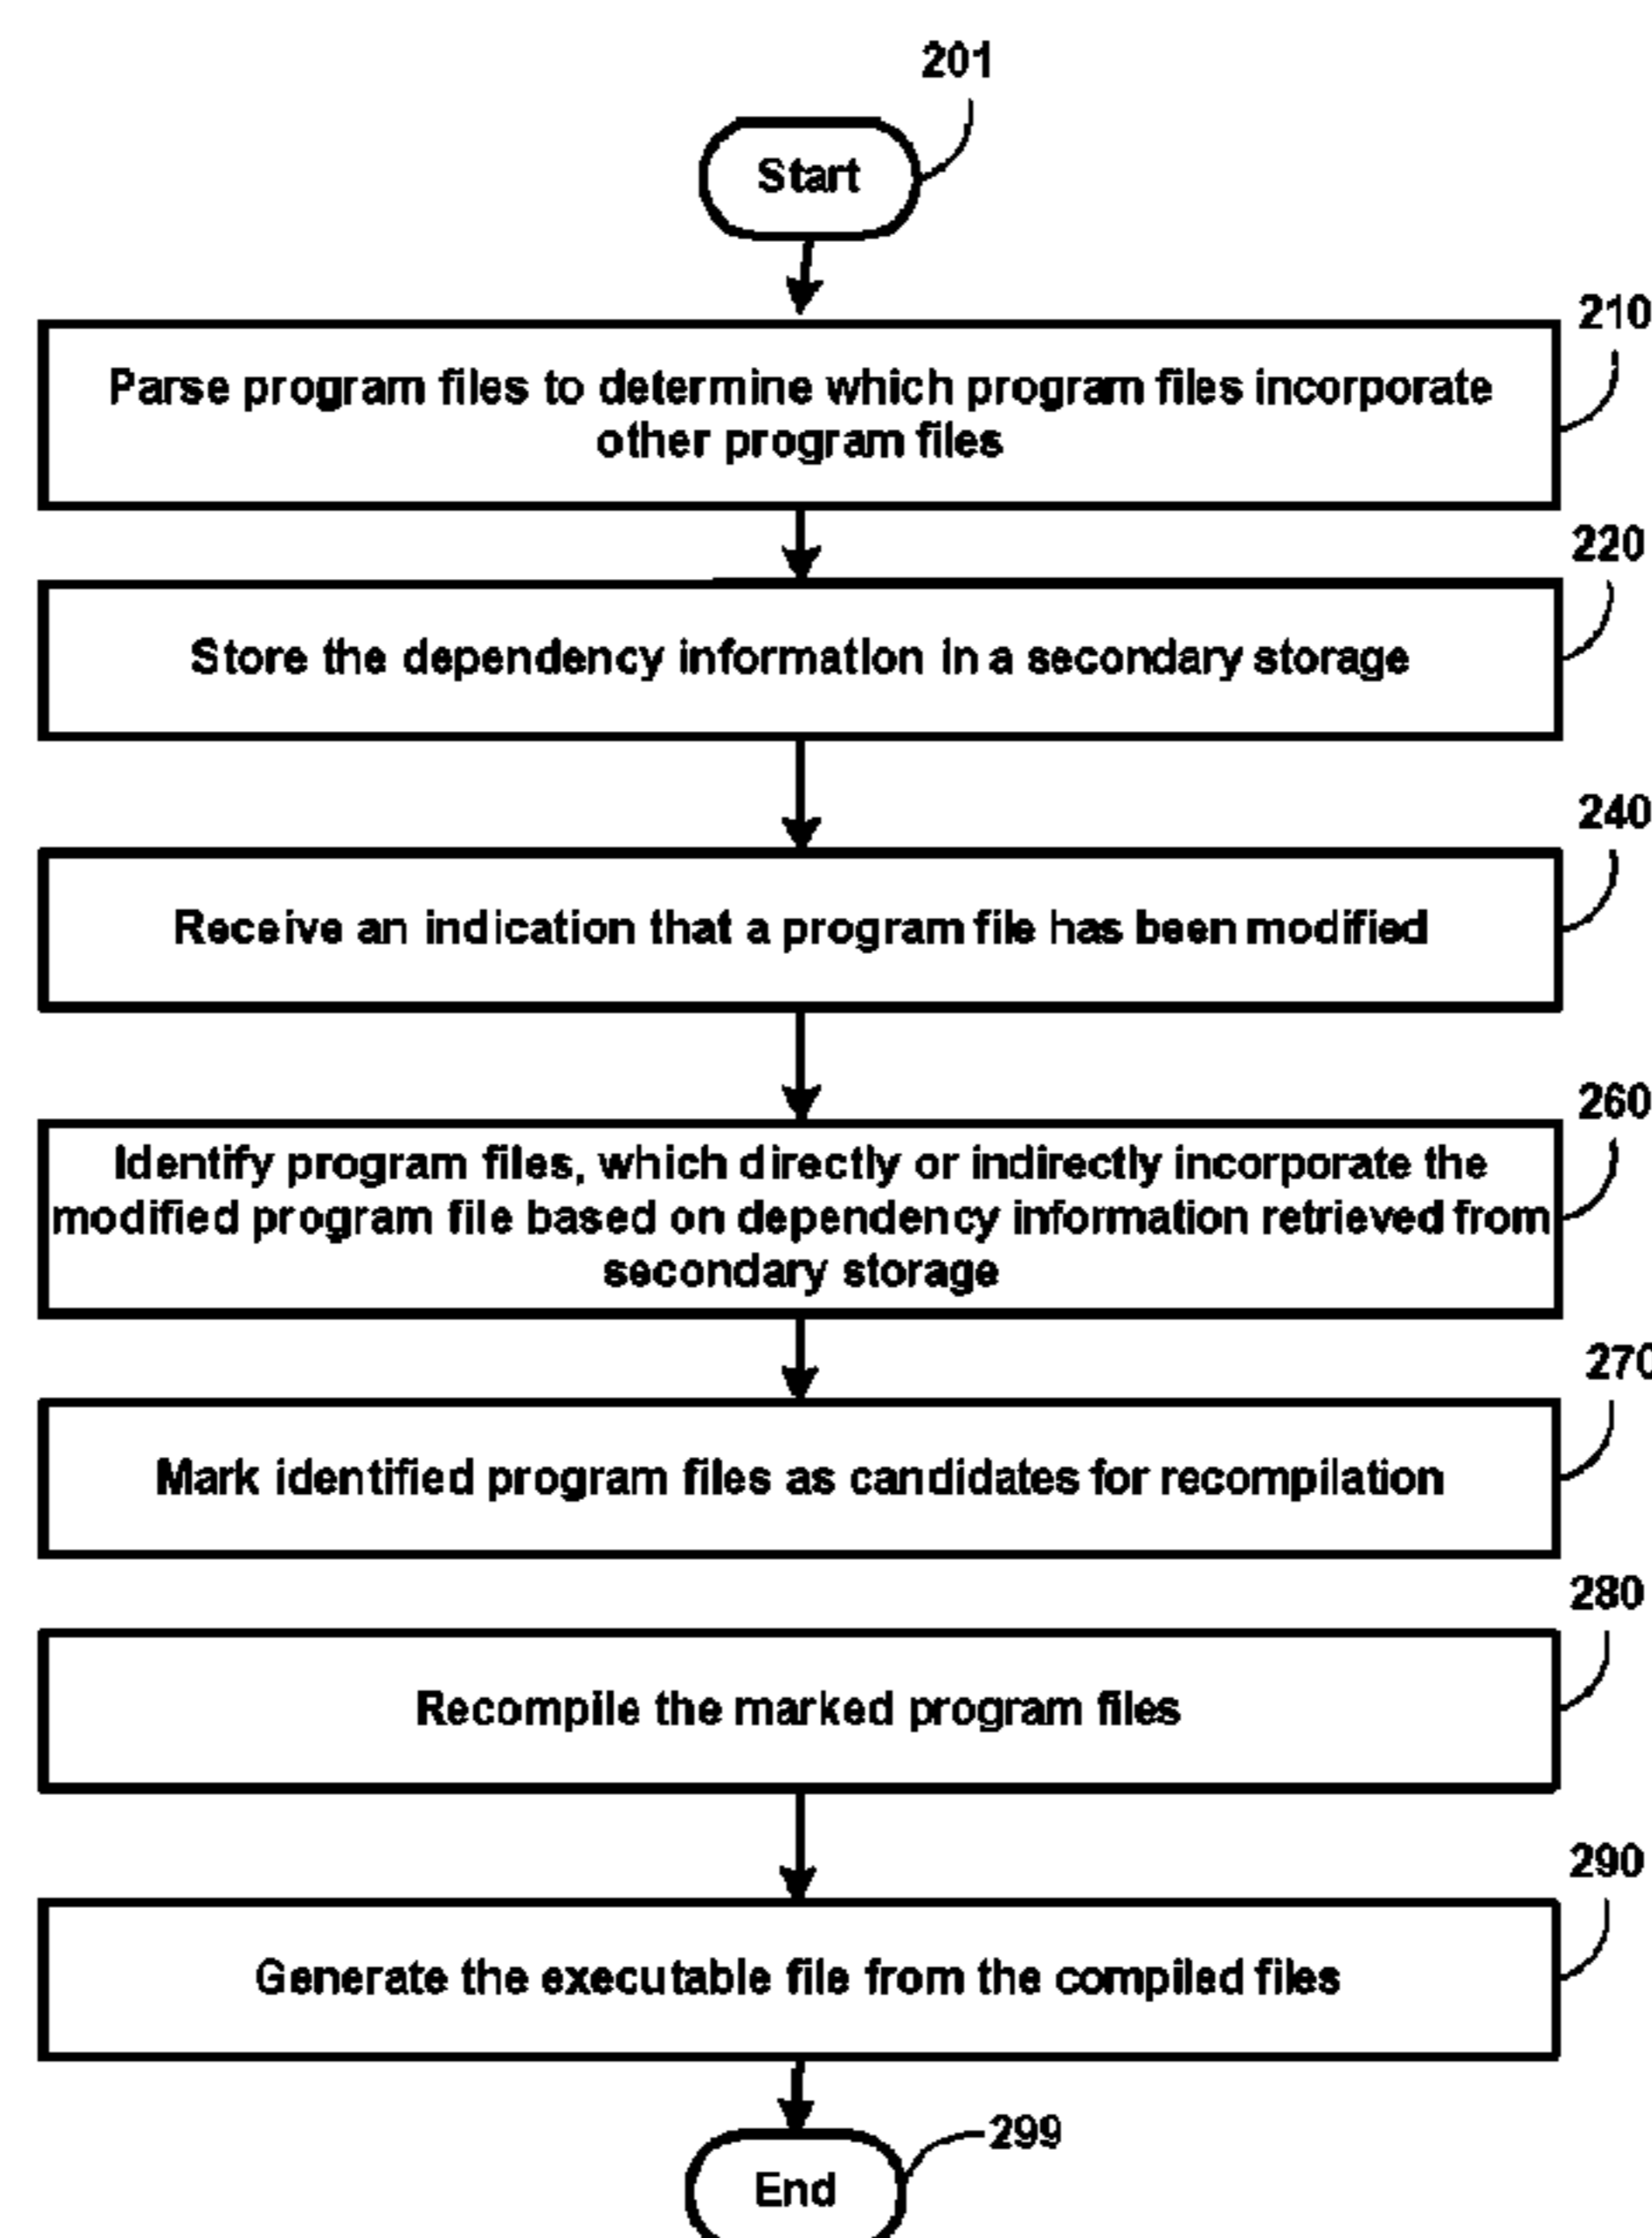 201
Start
210
Parse program files to determine which program files incorporate
other program files
220
Store the dependency information in a secondary storage
240
Receive an indication that a program file has been modified
260
Identify program files, which directly or indirectly incorporate the
modified program file based on dependency information retrieved from
secondary storage
270
Mark identified program files as candidates for recompilation
280
Recompile the marked program files
290
Generate the executable file from the compiled files
299
End